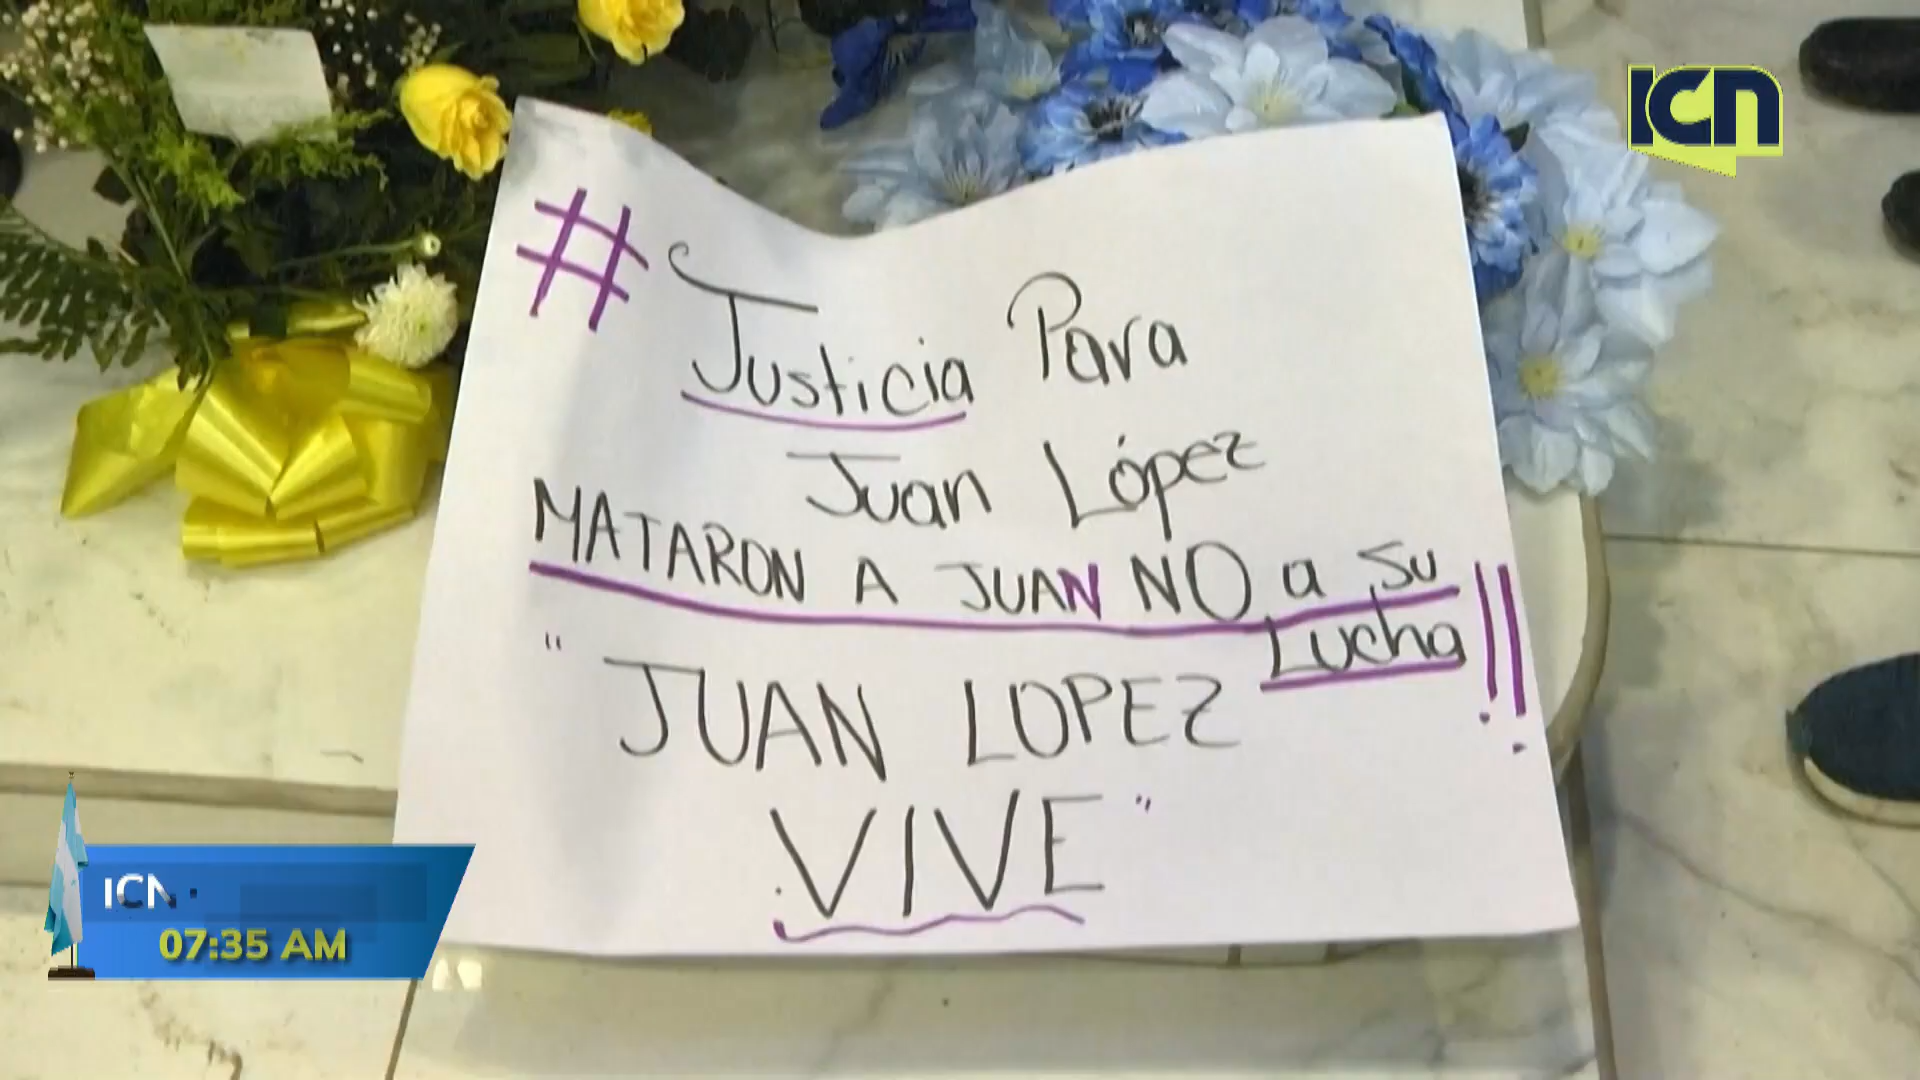 ICN
# Justicia Para
Juan López
MATARON A JUAN NO a su
Lucha!!
" JUAN LOPEZ
VIVE "
ICN
07:35 AM